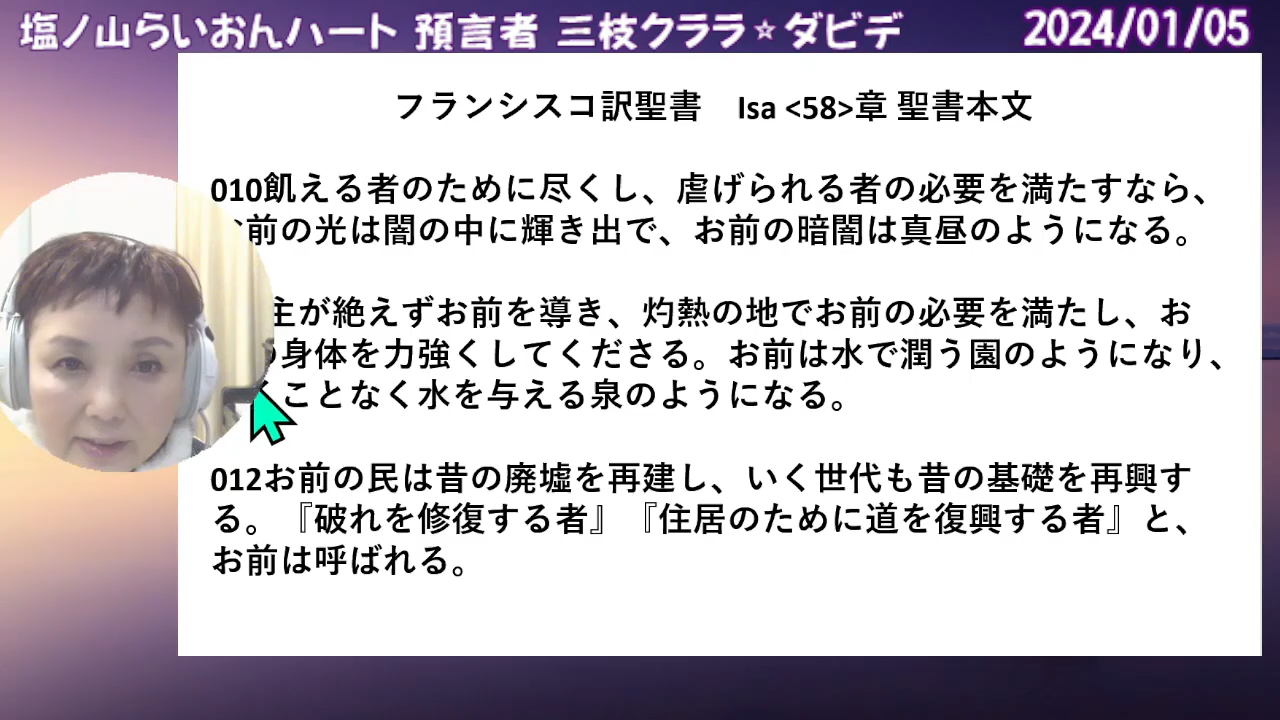 塩ノ山らいおんハート 預言者 三枝クララ☆ダビデ 2024/01/05
フランシスコ訳聖書 Isa <58>章 聖書本文
010飢える者のために尽くし、虐げられる者の必要を満たすなら、
お前の光は闇の中に輝き出で、お前の暗闇は真昼のようになる。
主が絶えずお前を導き、灼熱の地でお前の必要を満たし、お
の身体を力強くしてくださる。お前は水で潤う園のようになり、
くことなく水を与える泉のようになる。
012お前の民は昔の廃墟を再建し、いく世代も昔の基礎を再興す
る。『破れを修復する者』『住居のために道を復興する者』と、
お前は呼ばれる。